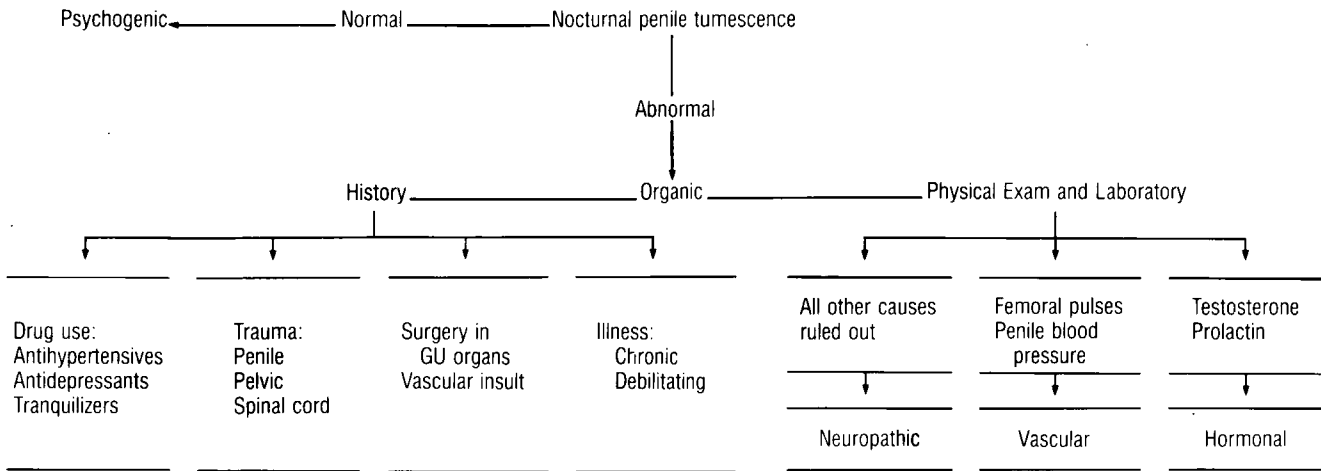 Psychogenic Normal Nocturnal penile tumescence
Abnormal
History Organic Physical Exam and Laboratory
Drug use:
Antihypertensives
Antidepressants
Tranquilizers
Trauma:
Penile
Pelvic
Spinal cord
Surgery in
GU organs
Vascular insult
Illness:
Chronic
Debilitating
All other causes
ruled out
Neuropathic
Femoral pulses
Penile blood
pressure
Vascular
Testosterone
Prolactin
Hormonal